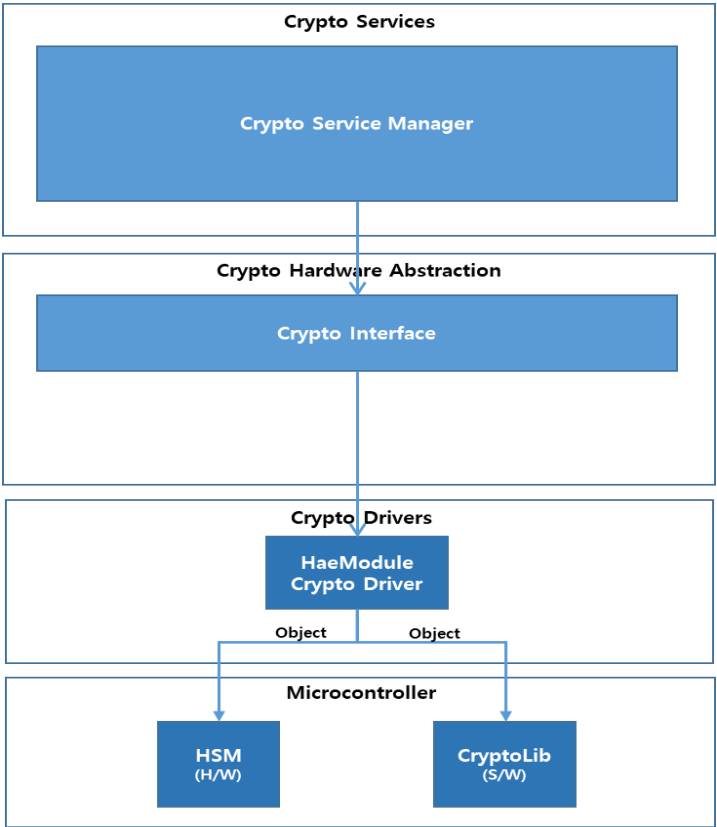 Crypto Services
Crypto Service Manager
Crypto Hardware Abstraction
Crypto Interface
Crypto Drivers
HaeModule
Crypto Driver
Object
Object
Microcontroller
HSM
(H/W)
CryptoLib
(S/W)